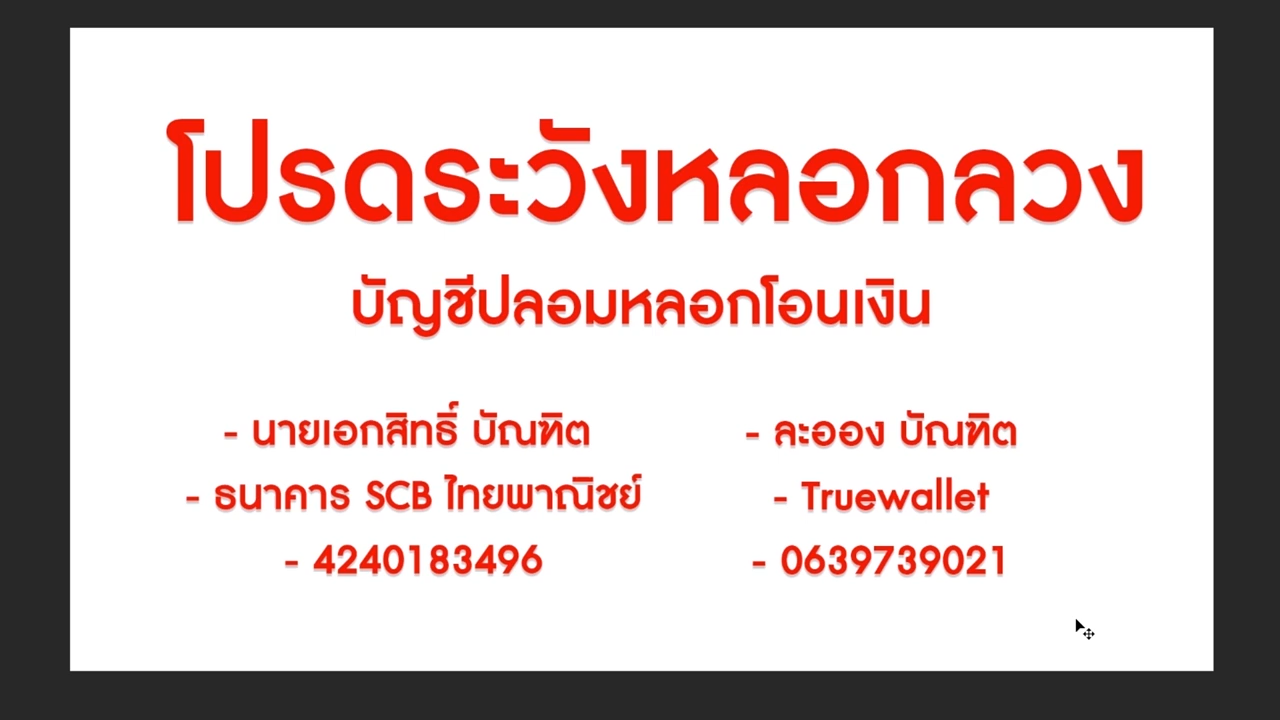 โปรดระวังหลอกลวง
บัญชีปลอมหลอกโอนเงิน
- นายเอกสิทธิ์ บัณฑิต
- ธนาคาร SCB ไทยพาณิชย์
- 4240183496
- ละออง บัณฑิต
- Truewallet
- 0639739021